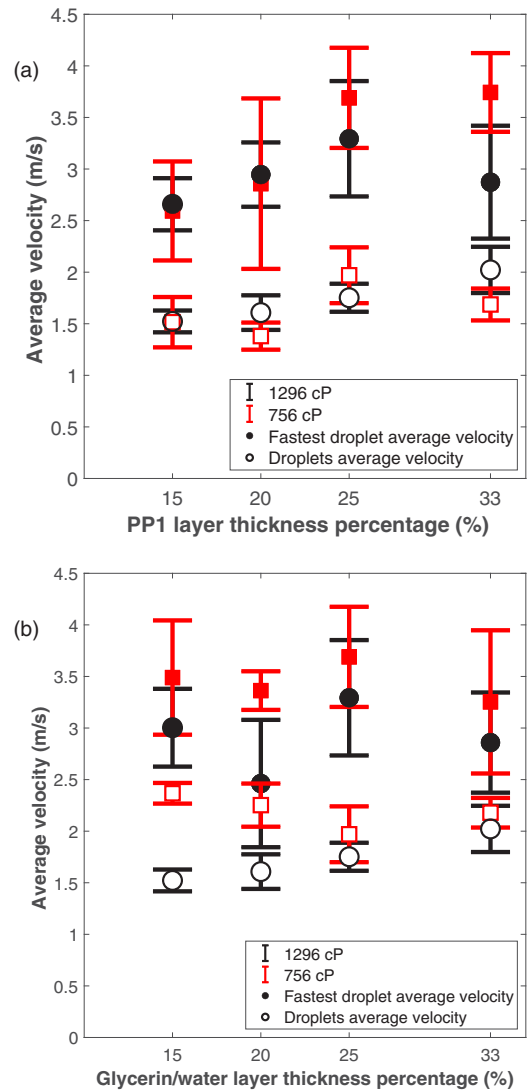 (a)
Average velocity (m/s)
4.5
4
3.5
3
2.5
2
1.5
1
0.5
0
1296 cP
756 cP
Fastest droplet average velocity
Droplets average velocity
15 20 25 33
PP1 layer thickness percentage (%)
(b)
Average velocity (m/s)
4.5
4
3.5
3
2.5
2
1.5
1
0.5
0
1296 cP
756 cP
Fastest droplet average velocity
Droplets average velocity
15 20 25 33
Glycerin/water layer thickness percentage (%)